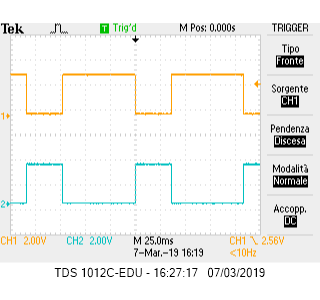 Tek Trig'd M Pos: 0.000s TRIGGER
Tipo
Fronte
Sorgente
CH1
Pendenza
Discesa
Modalità
Normale
Accopp.
DC
1
2
CH1 2.00V CH2 2.00V M 25.0ms CH1 2.56V
7-Mar.-19 16:19 <10Hz
TDS 1012C-EDU - 16:27:17 07/03/2019